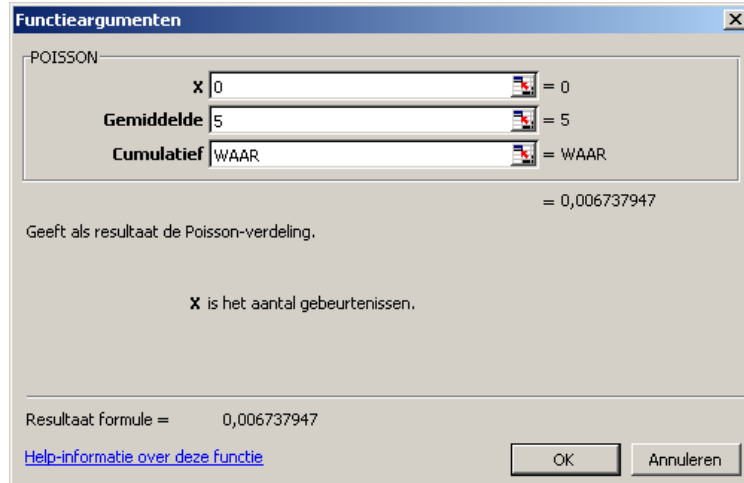 Functieargumenten
POISSON
X 0 = 0
Gemiddelde 5 = 5
Cumulatief WAAR = WAAR
= 0,006737947
Geeft als resultaat de Poisson-verdeling.
X is het aantal gebeurtenissen.
Resultaat formule = 0,006737947
Help-informatie over deze functie OK Annuleren